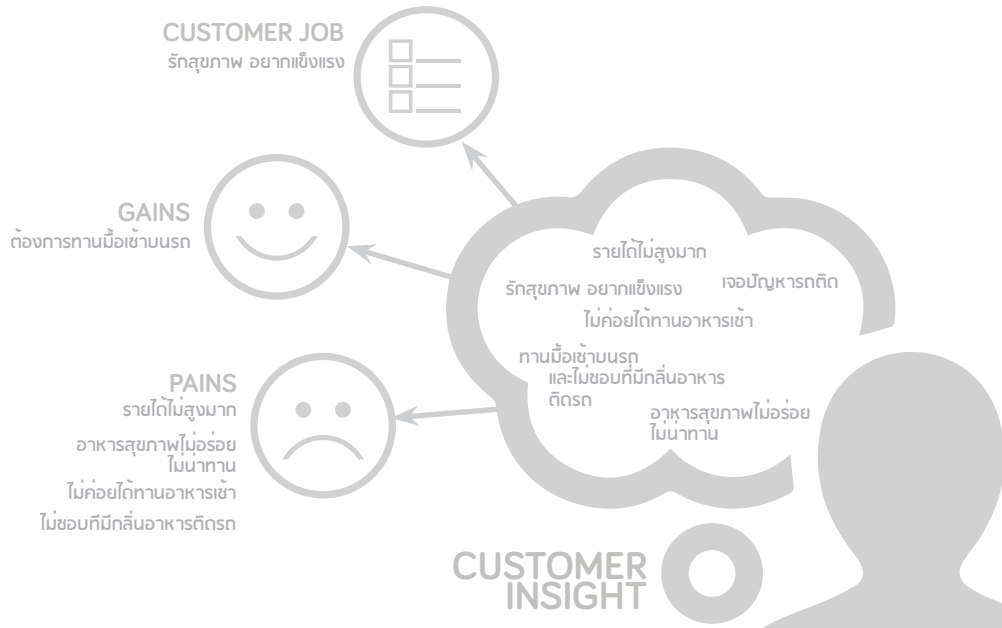 CUSTOMER JOB
รักสุขภาพ อยากแข็งแรง
GAINS
ต้องการทานมื้อเช้าบนรถ
PAINS
รายได้ไม่สูงมาก
อาหารสุขภาพไม่อร่อย
ไม่น่าทาน
ไม่ค่อยได้ทานอาหารเช้า
ไม่ชอบที่มีกลิ่นอาหารติดรถ
รายได้ไม่สูงมาก
เจอปัญหารถติด
รักสุขภาพ อยากแข็งแรง
ไม่ค่อยได้ทานอาหารเช้า
ทานมื้อเช้าบนรถ
และไม่ชอบที่มีกลิ่นอาหาร
ติดรถ
อาหารสุขภาพไม่อร่อย
ไม่น่าทาน
CUSTOMER
INSIGHT